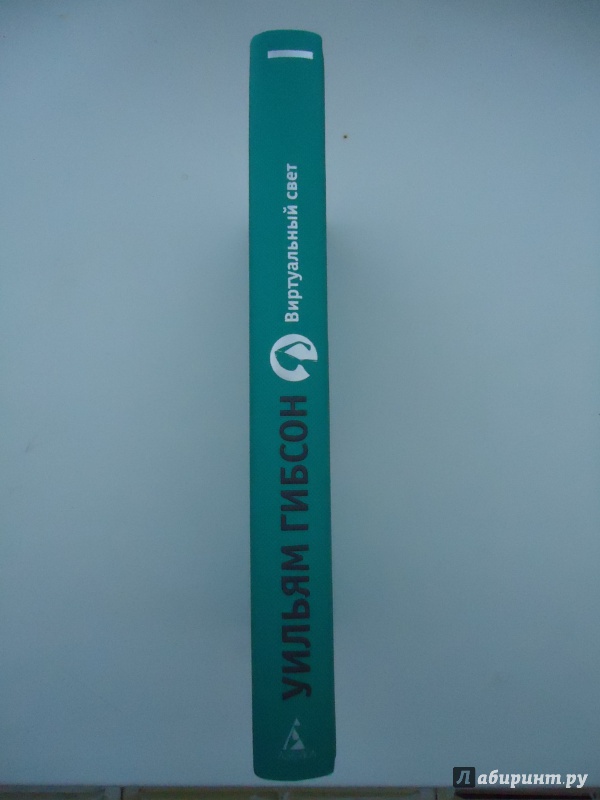 УИЛЬЯМ ГИБСОН
Виртуальный свет
Лабиринт.ру